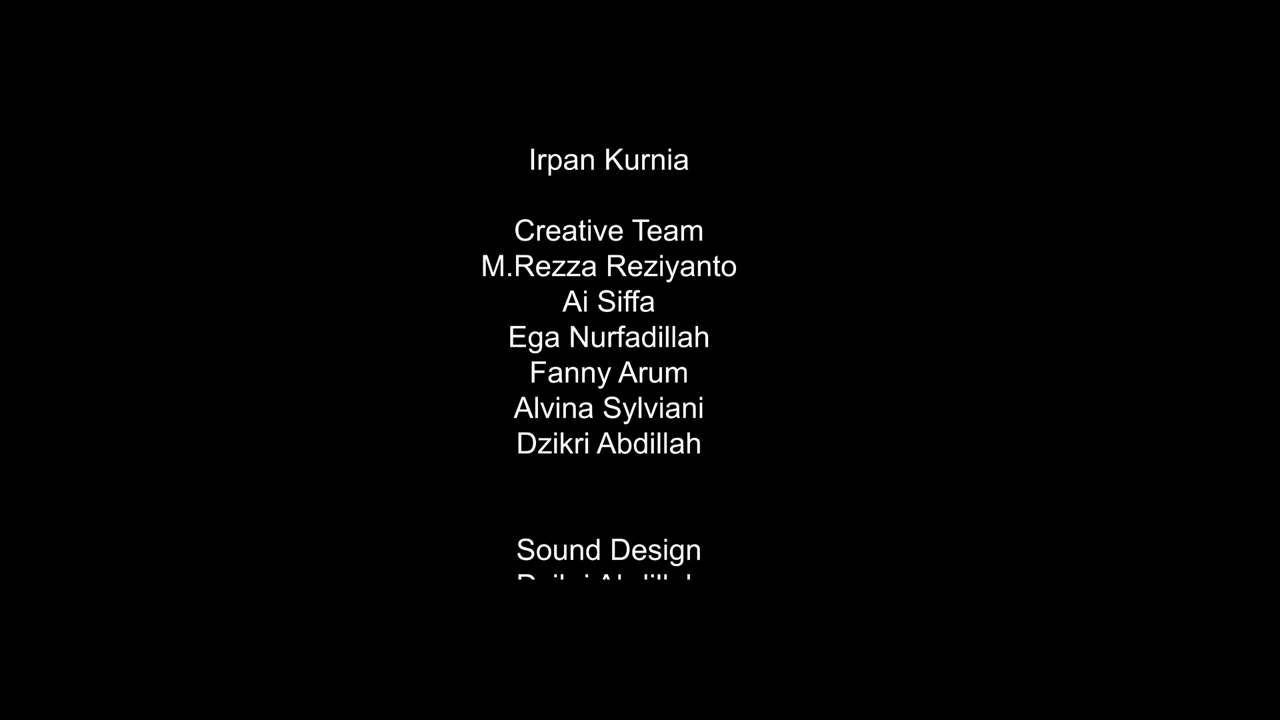 Irpan Kurnia
Creative Team
M.Rezza Reziyanto
Ai Siffa
Ega Nurfadillah
Fanny Arum
Alvina Sylviani
Dzikri Abdillah
Sound Design